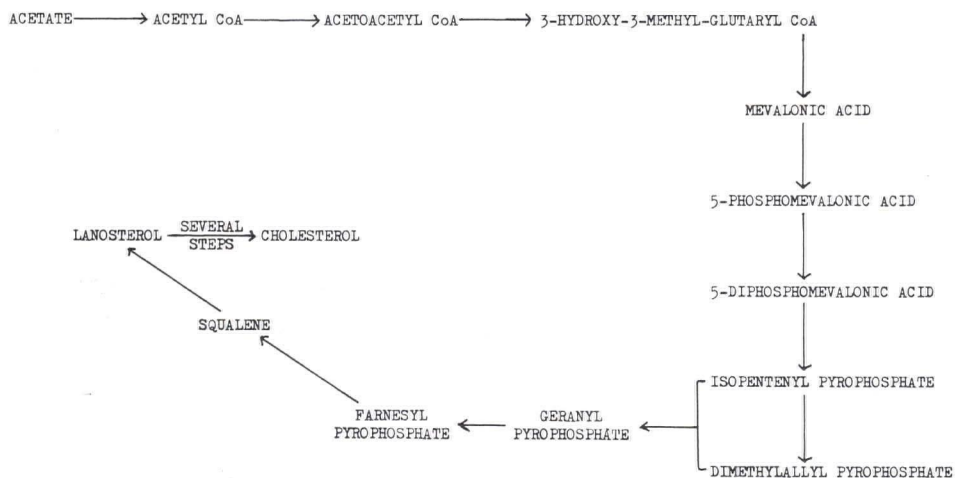 ACETATE ACETYL CoA ACETOACETYL CoA 3-HYDROXY-3-METHYL-GLUTARYL CoA
MEVALONIC ACID
5-PHOSPHOMEVALONIC ACID
5-DIPHOSPHOMEVALONIC ACID
ISOPENTENYL PYROPHOSPHATE
DIMETHYLALLYL PYROPHOSPHATE
GERANYL
PYROPHOSPHATE
FARNESYL
PYROPHOSPHATE
SQUALENE
LANOSTEROL
SEVERAL
STEPS
CHOLESTEROL